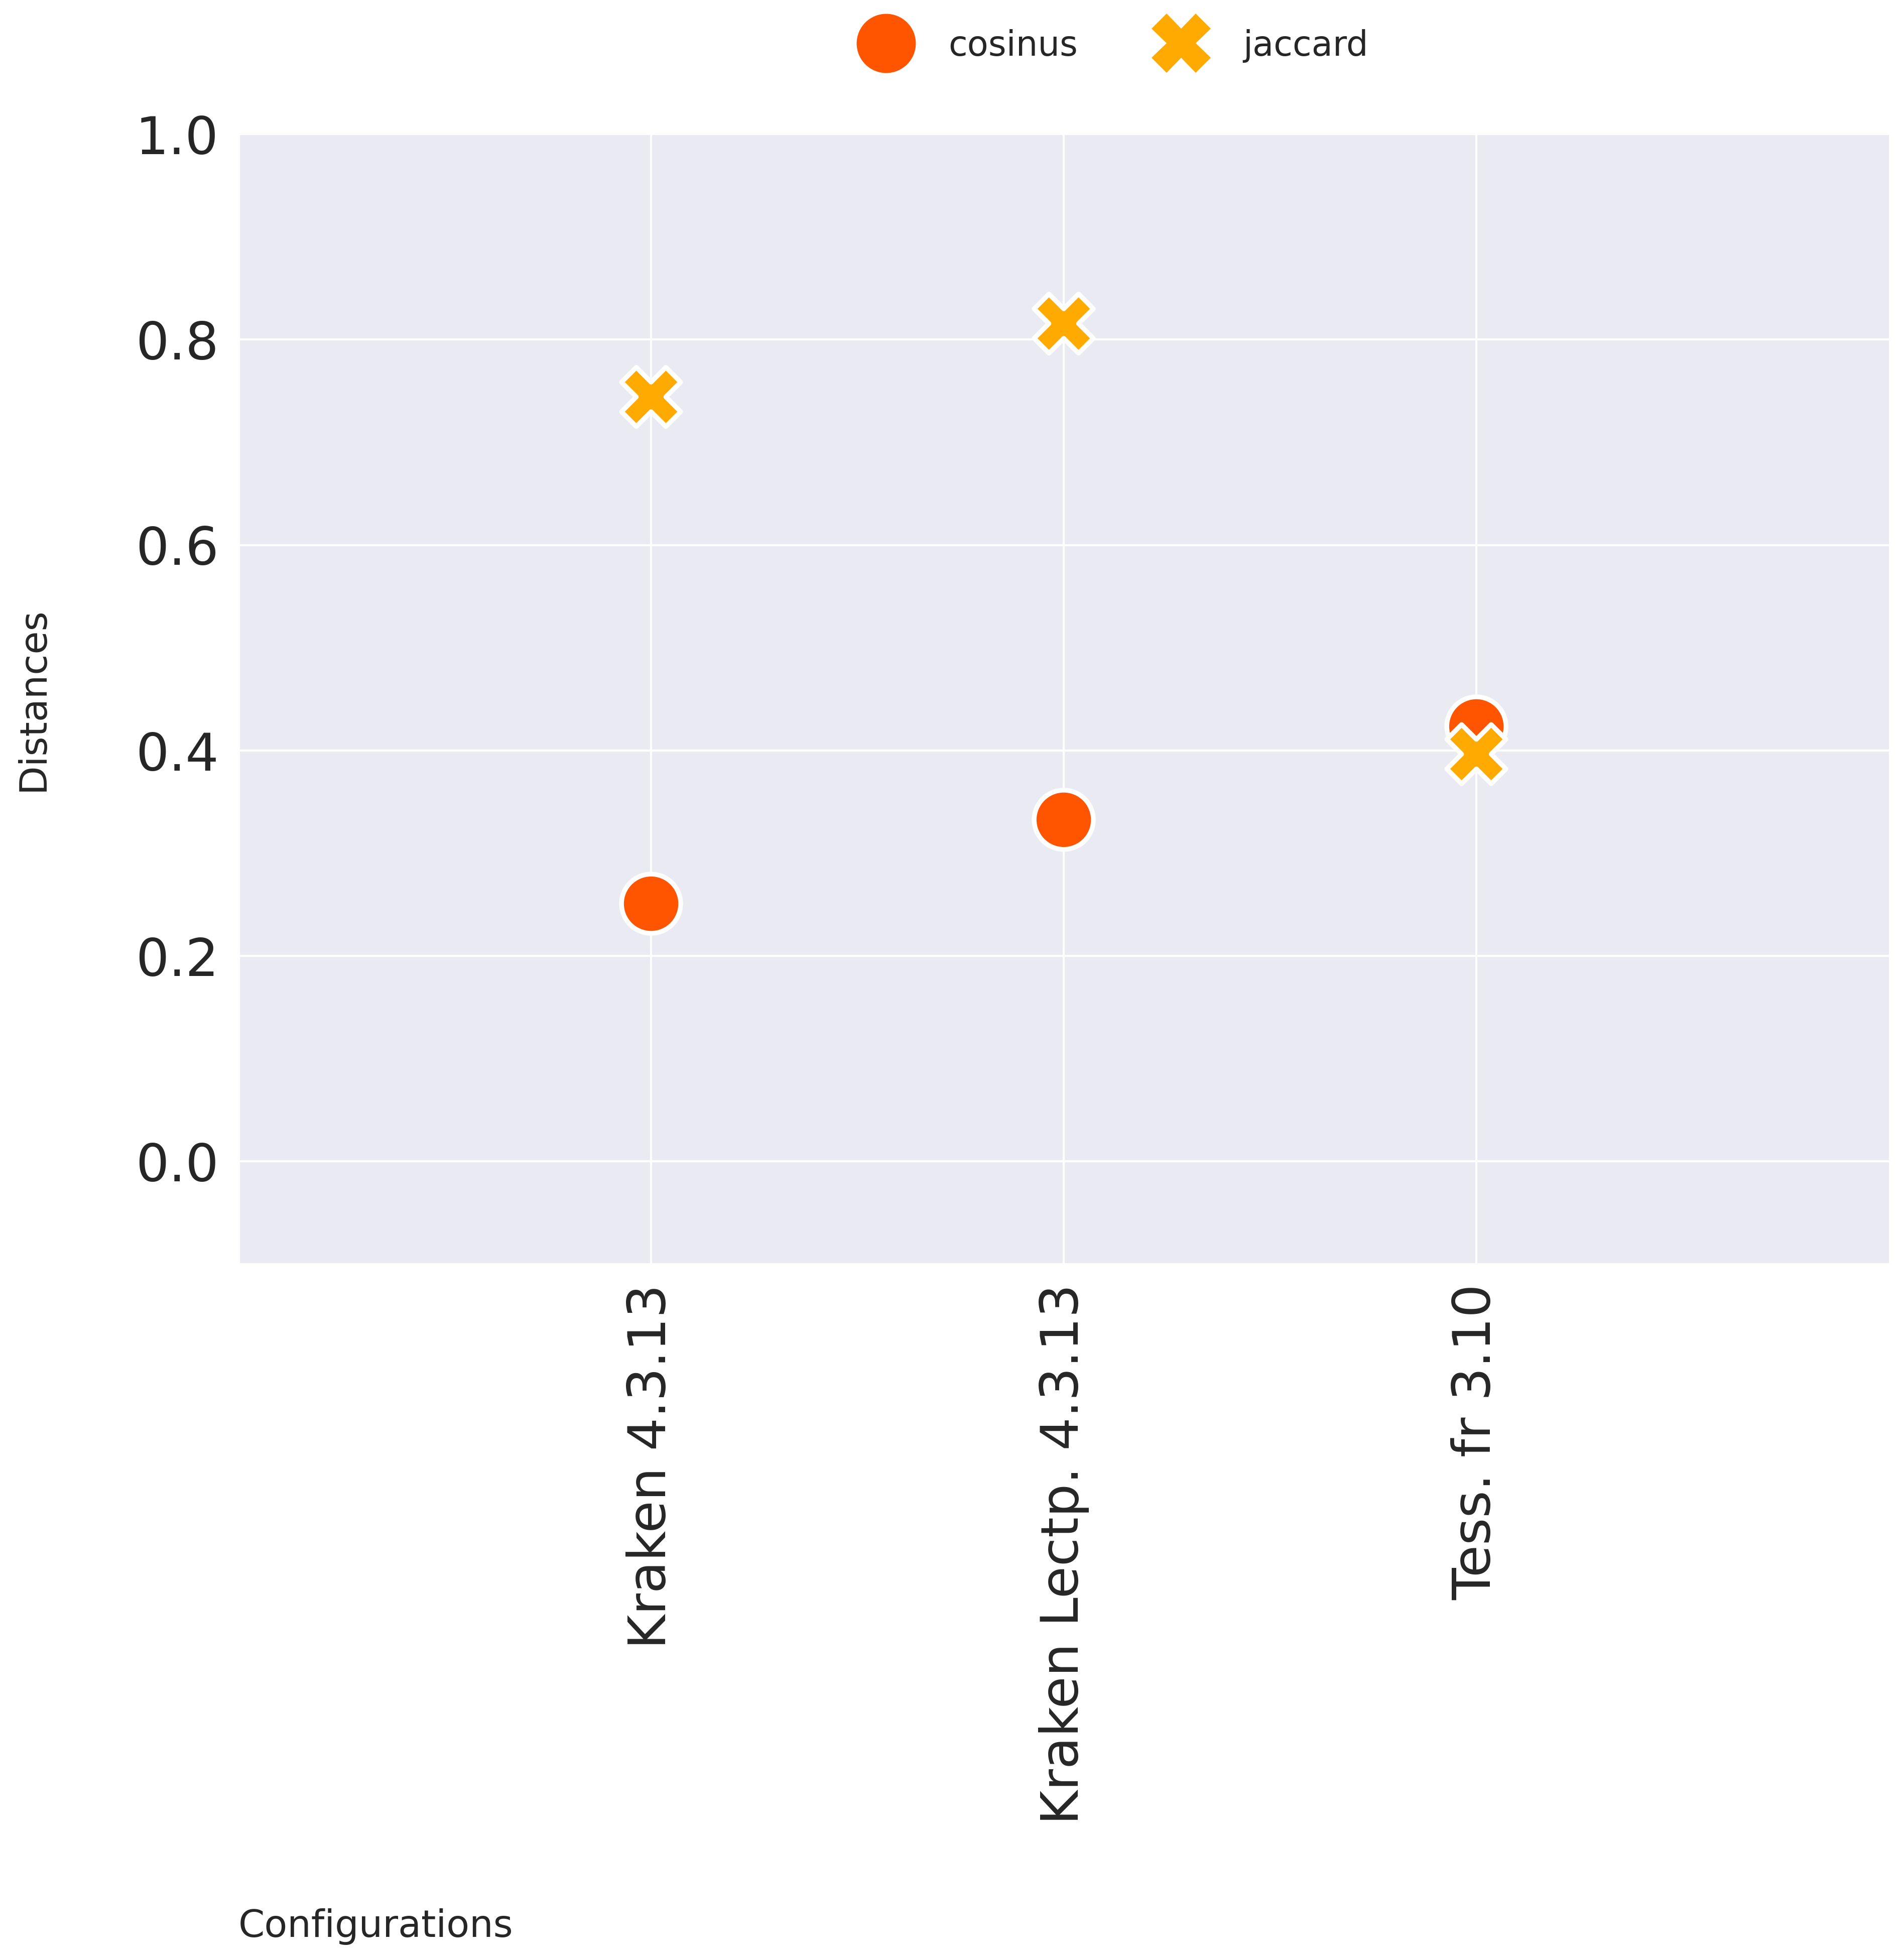 cosinus jaccard
1.0
0.8
0.6
0.4
0.2
0.0
Distances
Kraken 4.3.13
Kraken Lectp. 4.3.13
Tess. fr 3.10
Configurations